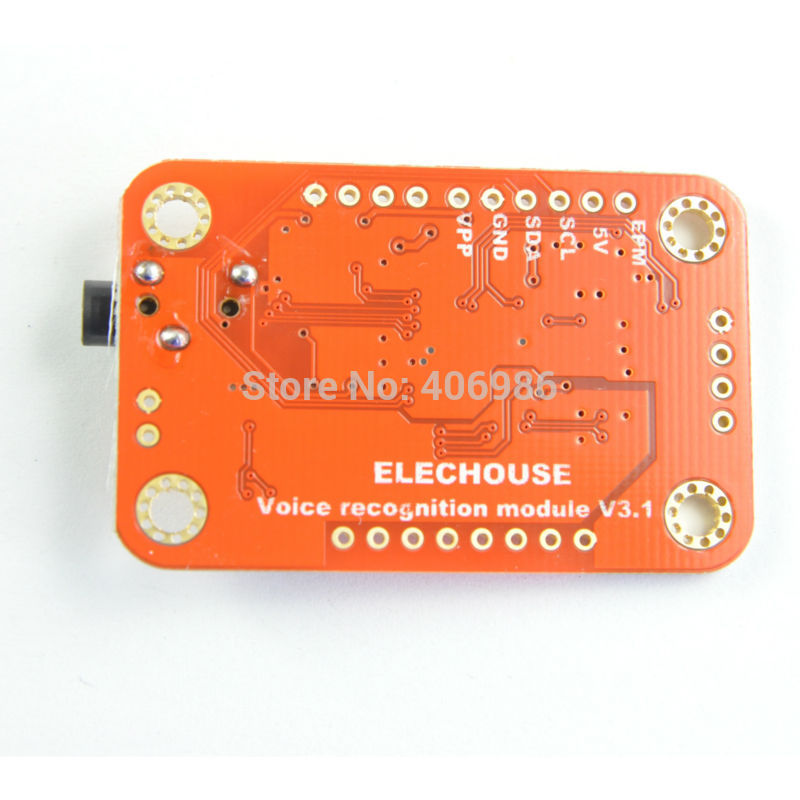 VPP
GND
SDA
SCL
5V
EPM
Store No: 406986
ELECHOUSE
Voice recognition module V3.1